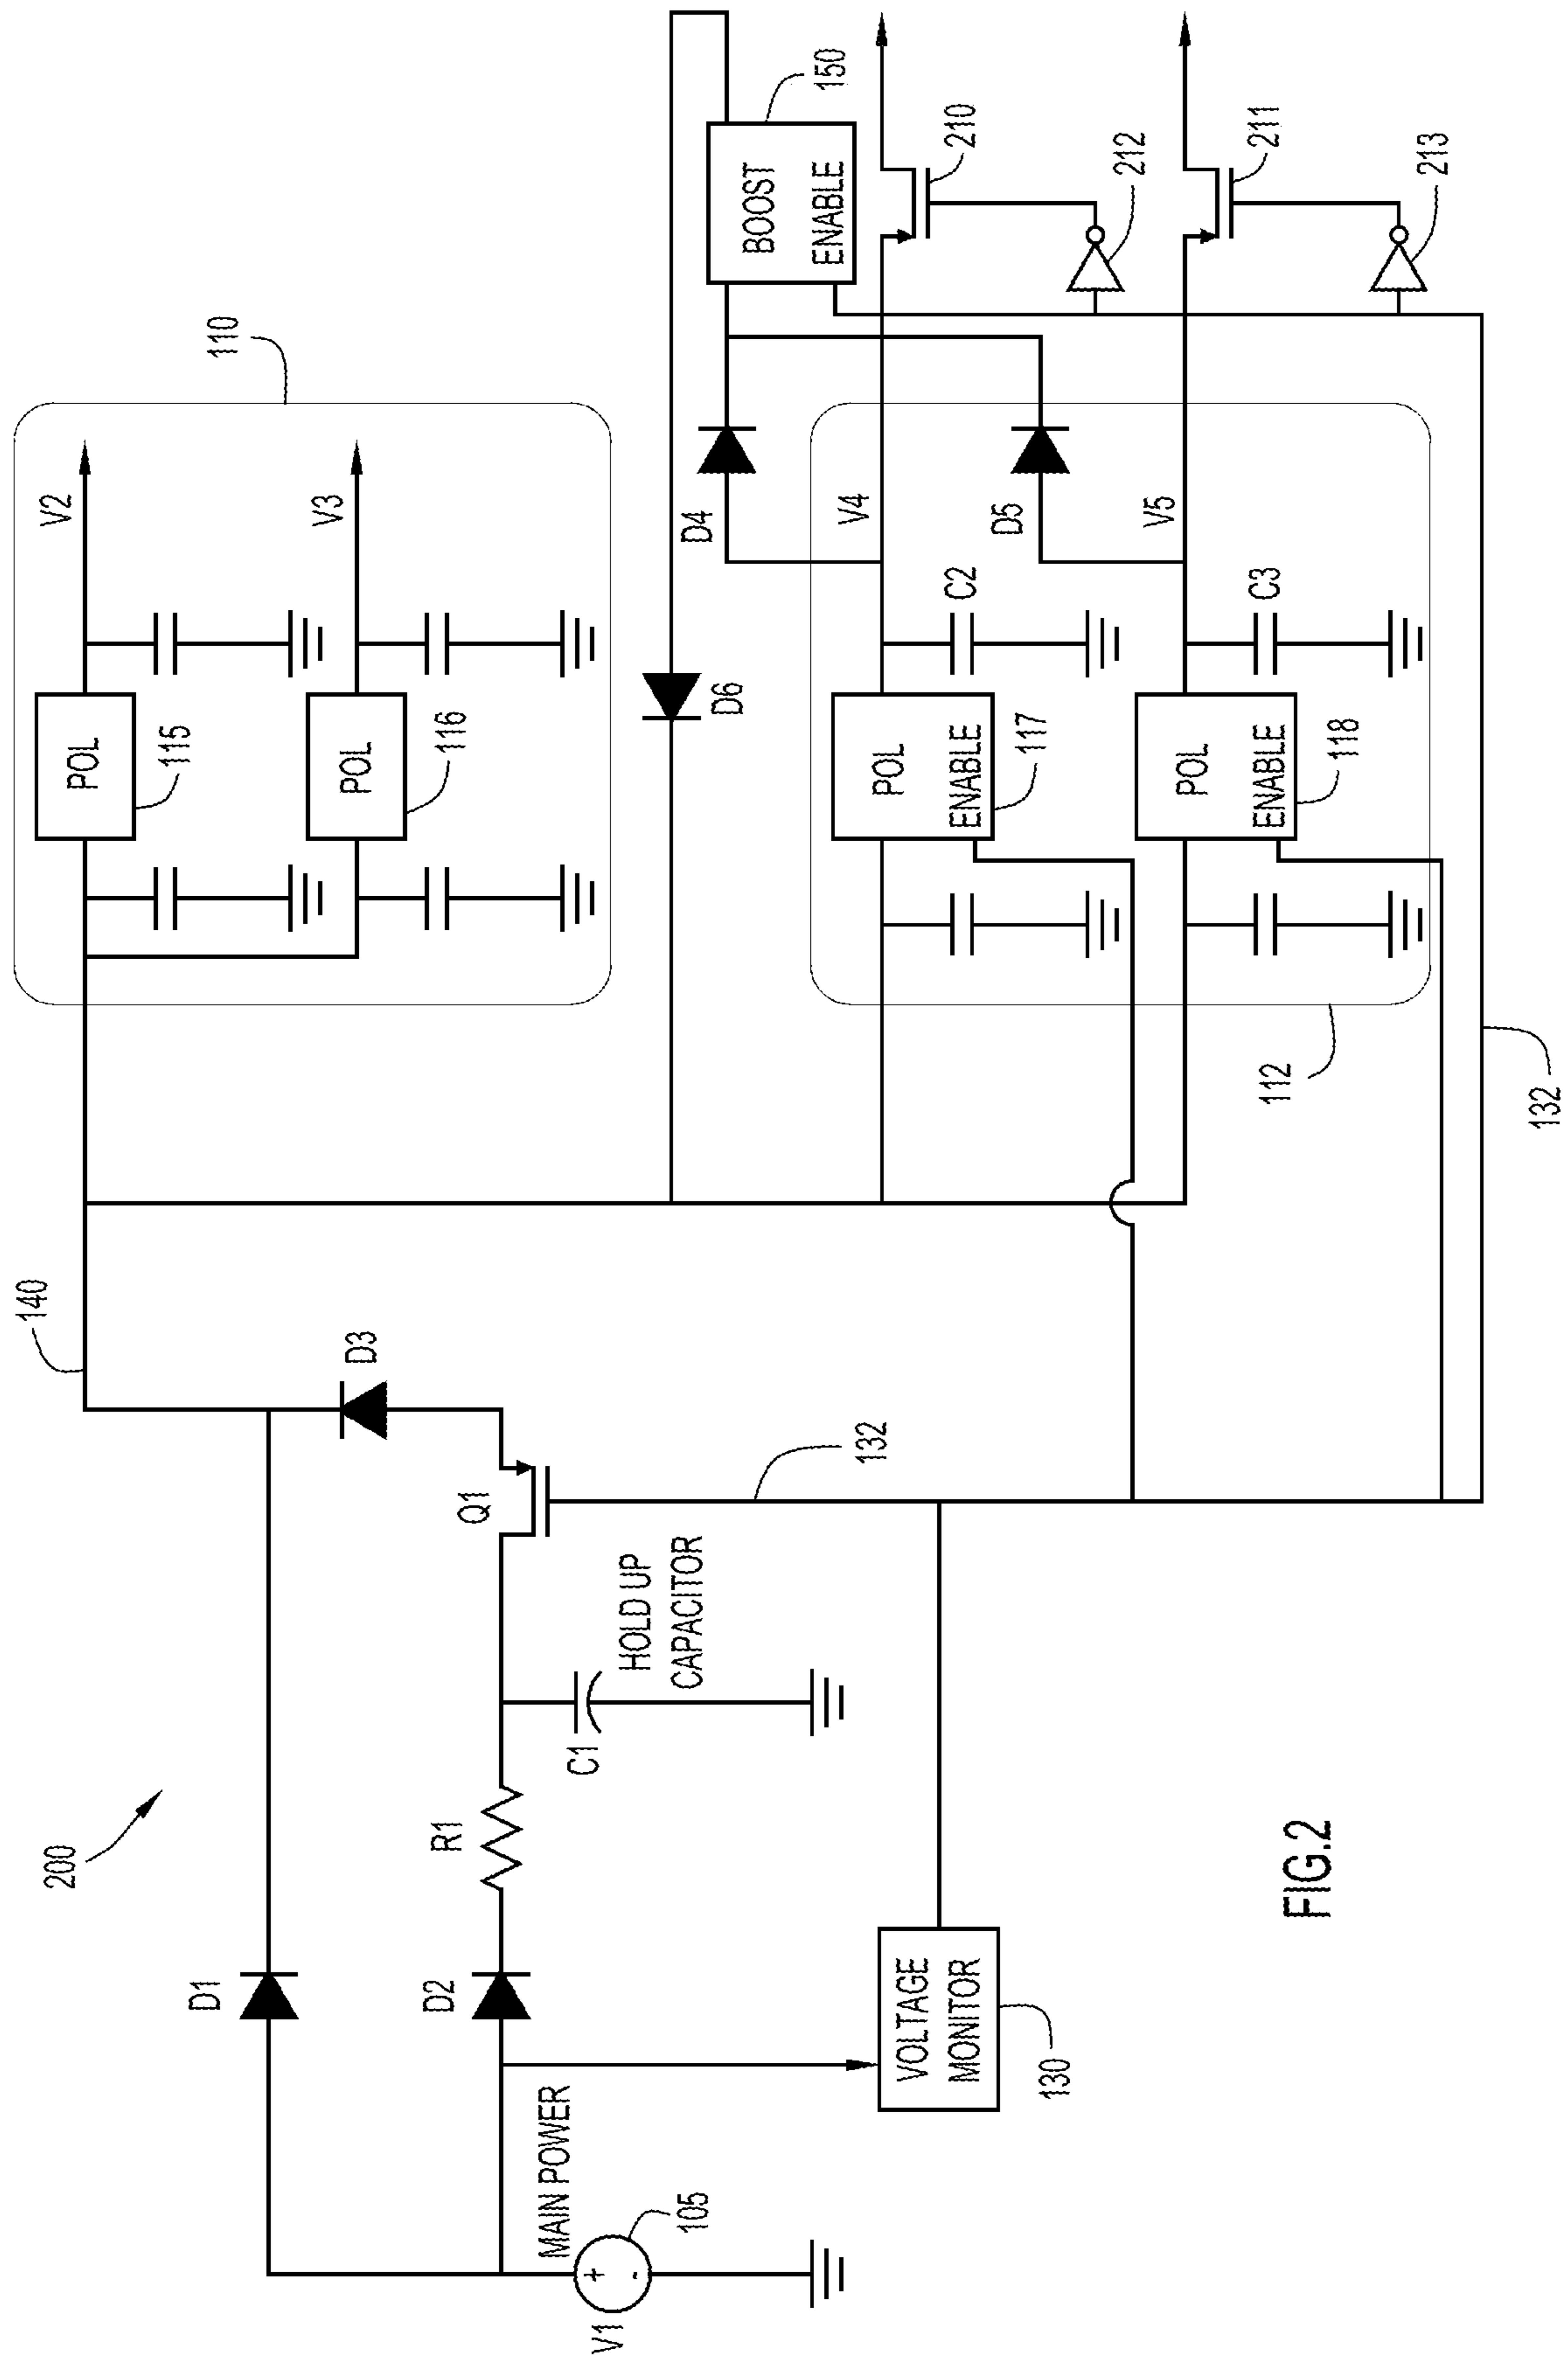 200
140
110
V2
POL
115
V3
POL
116
D1
D3
D6
BOOST
ENABLE
150
D4
D2
R1
Q1
C1
HOLD UP
CAPACITOR
132
MAIN POWER
V1
+
-
105
VOLTAGE
MONITOR
130
POL
ENABLE
117
C2
V4
D5
210
212
POL
ENABLE
118
C3
V5
211
213
112
132
FIG.2